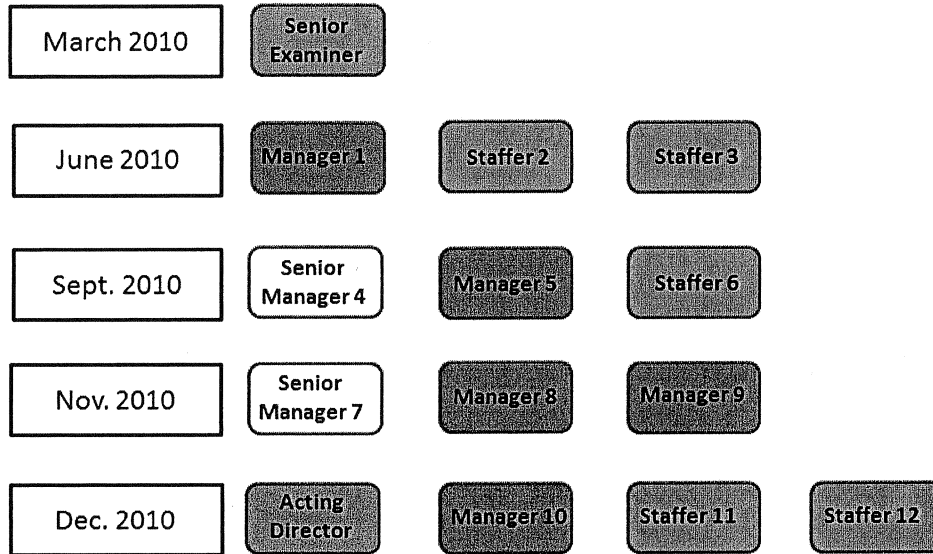 March 2010
Senior
Examiner
June 2010
Manager 1
Staffer 2
Staffer 3
Sept. 2010
Senior
Manager 4
Manager 5
Staffer 6
Nov. 2010
Senior
Manager 7
Manager 8
Manager 9
Dec. 2010
Acting
Director
Manager 10
Staffer 11
Staffer 12